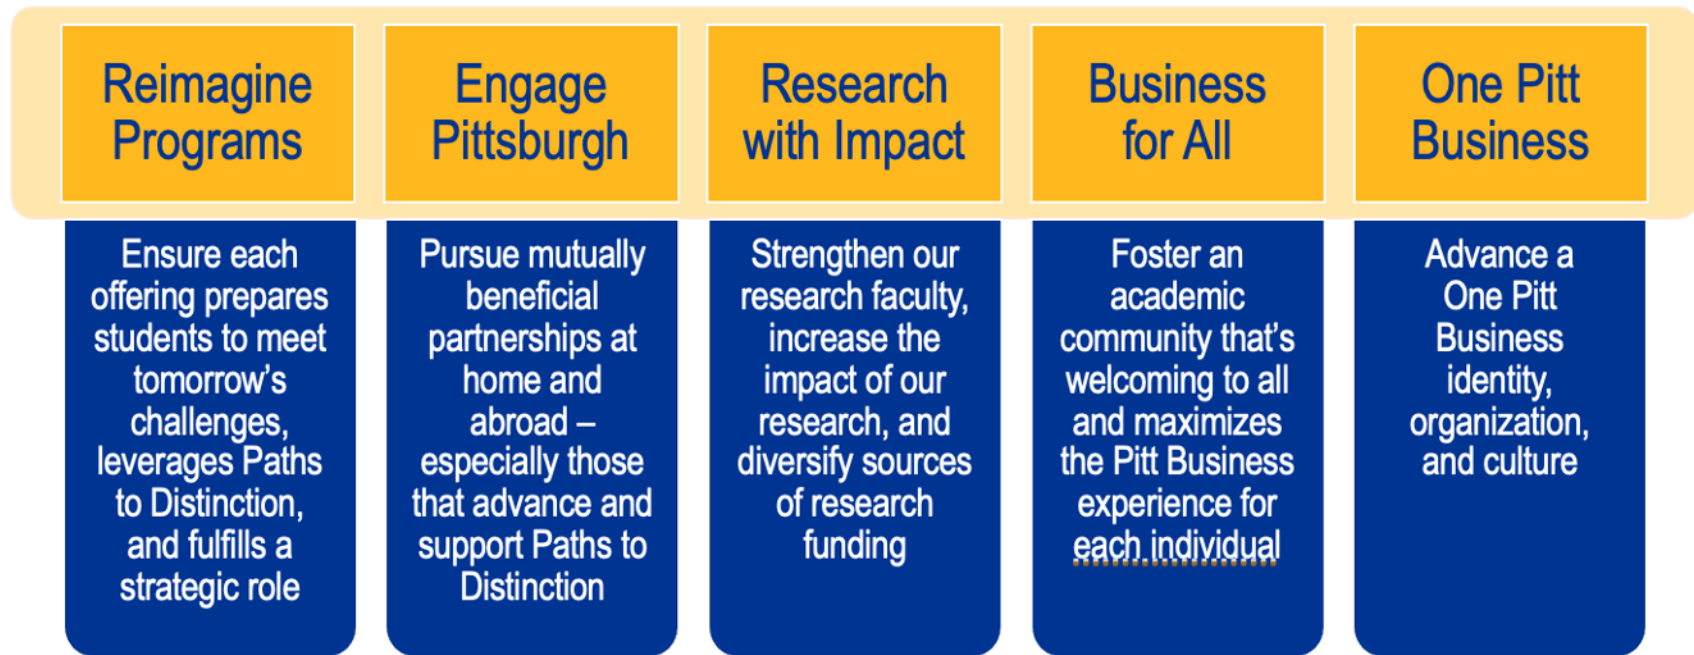 Reimagine
Programs
Ensure each
offering prepares
students to meet
tomorrow’s
challenges,
leverages Paths
to Distinction,
and fulfills a
strategic role
Engage
Pittsburgh
Pursue mutually
beneficial
partnerships at
home and
abroad –
especially those
that advance and
support Paths to
Distinction
Research
with Impact
Strengthen our
research faculty,
increase the
impact of our
research, and
diversify sources
of research
funding
Business
for All
Foster an
academic
community that’s
welcoming to all
and maximizes
the Pitt Business
experience for
each individual
One Pitt
Business
Advance a
One Pitt
Business
identity,
organization,
and culture